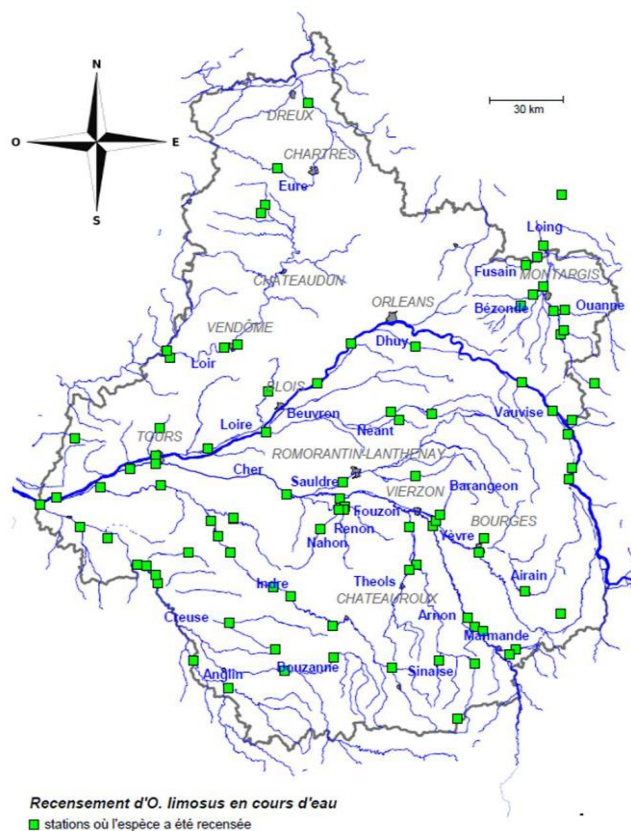 N
O
E
S
30 km
DREUX
CHARTRES
Eure
Loing
Fusain
MONTARGIS
CHATEAUDUN
Bézonde
Ouanne
ORLEANS
VENDÔME
Dhuy
Loir
BLOIS
Beuvron
Vauvise
Loire
Néant
TOURS
ROMORANTIN-LANTHENAY
Cher
Sauldre
Barangeon
VIERZON
Fouzon
BOURGES
Renon
Yèvre
Nahon
Indre
Theols
Airain
CHATEAUROUX
Creuse
Arnon
Marmande
Bouzanne
Sinaise
Anglin
Recensement d'O. limosus en cours d'eau
stations où l'espèce a été recensée